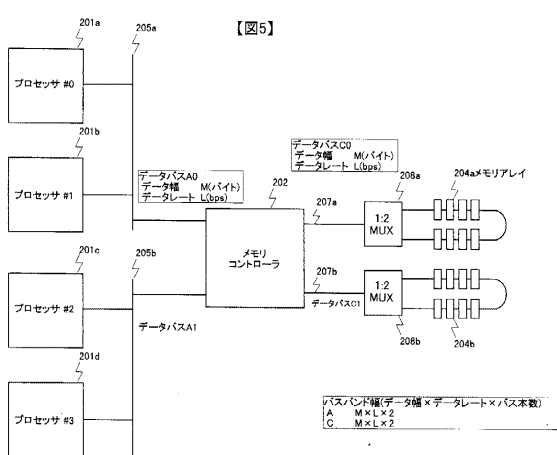 【図5】
201a
205a
プロセッサ #0
201b
プロセッサ #1
データバスA0
データ幅 M(バイト)
データレート L(bps)
データバスC0
データ幅 M(バイト)
データレート L(bps)
202
207a
208a
204aメモリアレイ
1:2
MUX
メモリ
コントローラ
201c
205b
プロセッサ #2
データバスA1
207b
データバスC1
1:2
MUX
208b
204b
201d
プロセッサ #3
バスバンド幅(データ幅×データレート×バス本数)
A M×L×2
C M×L×2